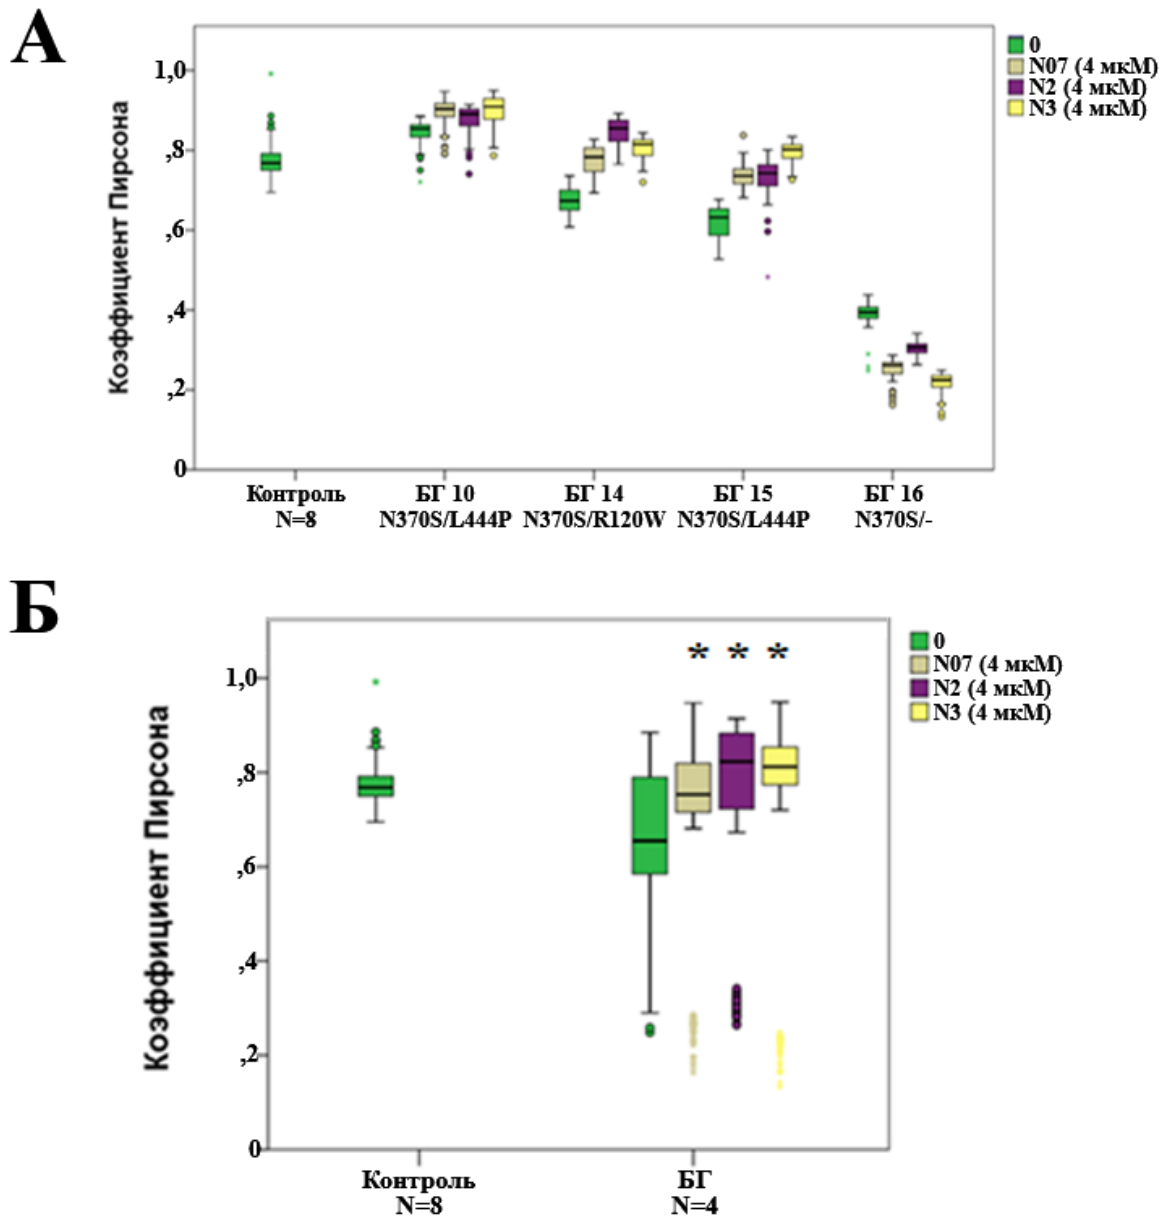 А
Коэффициент Пирсона
1,0
,8
,6
,4
,2
0
0
N07 (4 мкМ)
N2 (4 мкМ)
N3 (4 мкМ)
Контроль БГ 10 БГ 14 БГ 15 БГ 16
N=8 N370S/L444P N370S/R120W N370S/L444P N370S/-
Б
Коэффициент Пирсона
1,0
,8
,6
,4
,2
0
* * *
0
N07 (4 мкМ)
N2 (4 мкМ)
N3 (4 мкМ)
Контроль БГ
N=8 N=4